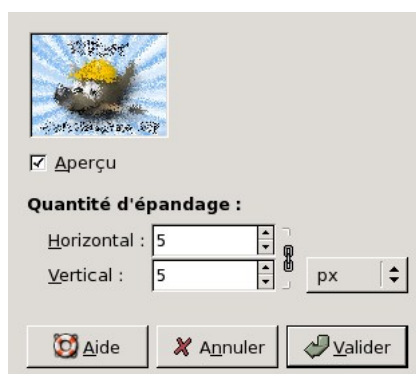 Aperçu
Quantité d'épandage :
Horizontal : 5
Vertical : 5 px
Aide Annuler Valider